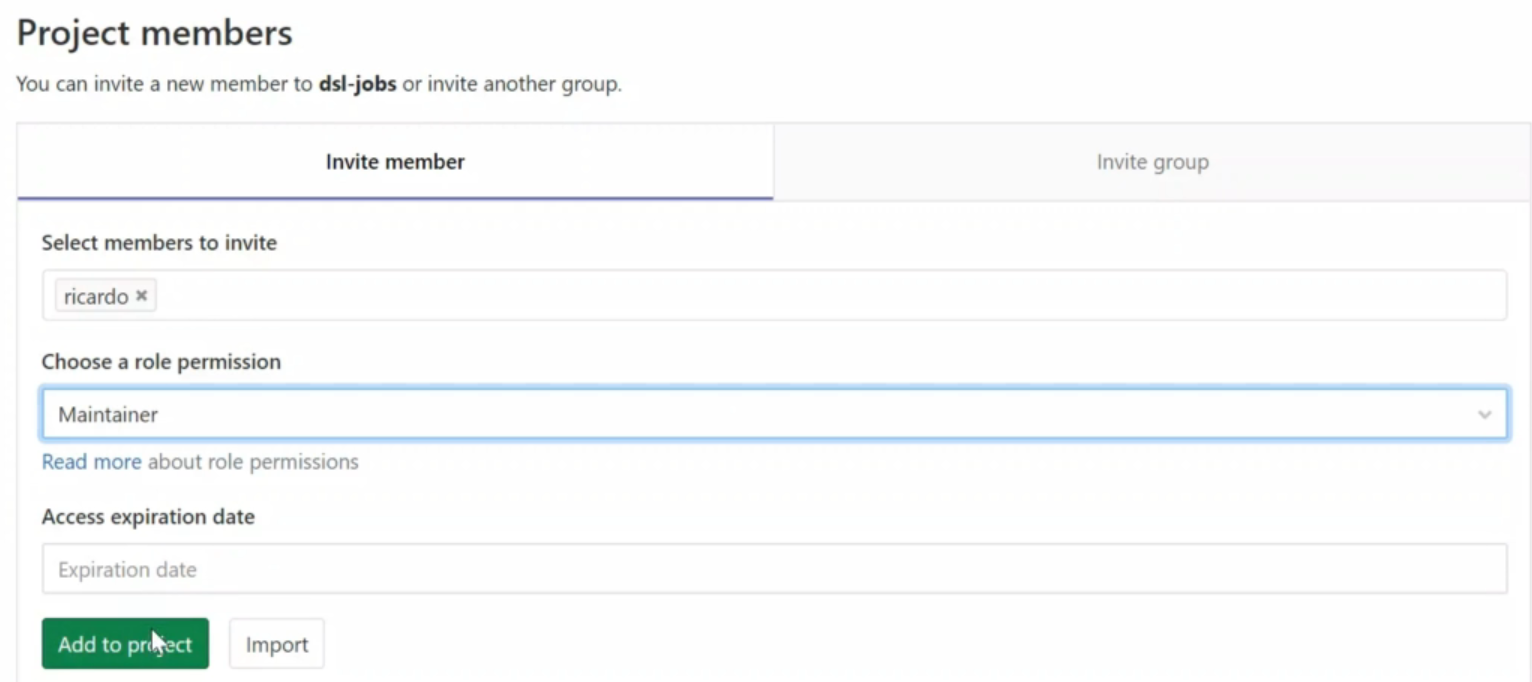 Project members
You can invite a new member to dsl-jobs or invite another group.
Invite member
Invite group
Select members to invite
ricardo ×
Choose a role permission
Maintainer
Read more about role permissions
Access expiration date
Expiration date
Add to project
Import